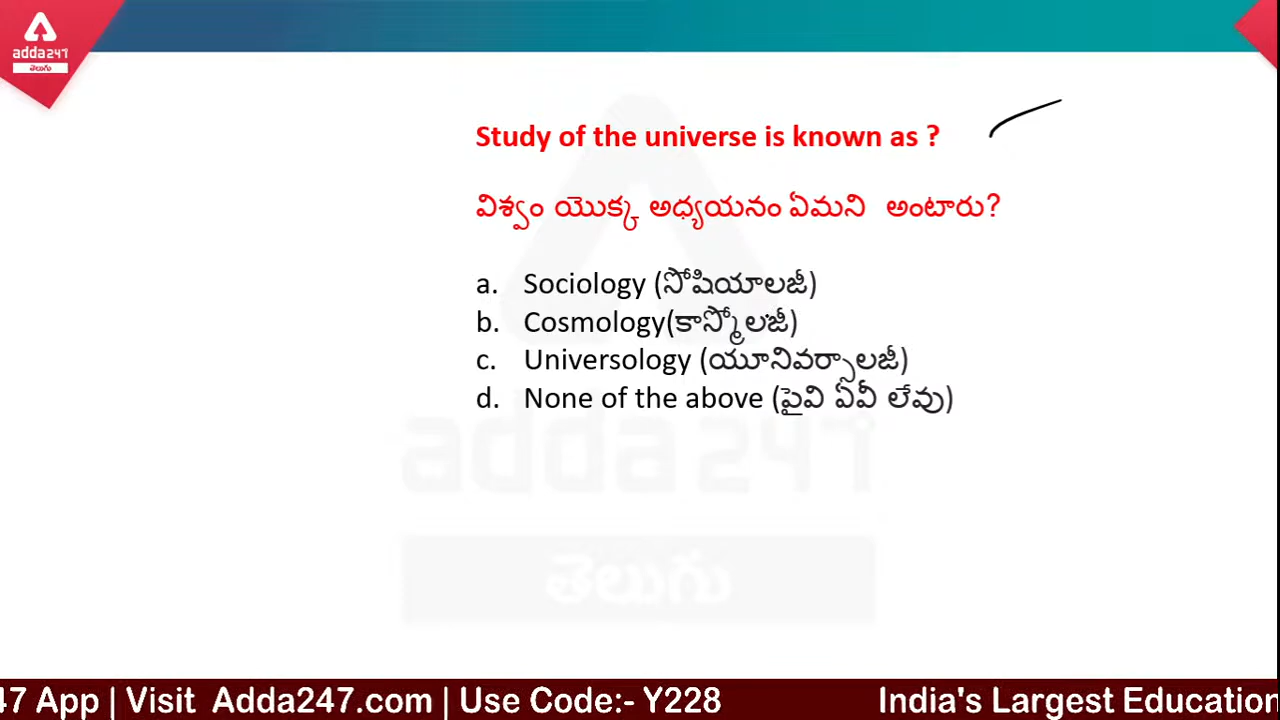 adda247
తెలుగు
Study of the universe is known as ?
విశ్వం యొక్క అధ్యయనం ఏమని అంటారు?
a. Sociology (సోషియాలజీ)
b. Cosmology(కాస్మోలజీ)
c. Universology (యూనివర్సాలజీ)
d. None of the above (పైవి ఏవీ లేవు)
adda247
తెలుగు
47 App | Visit Adda247.com | Use Code:- Y228 India's Largest Education